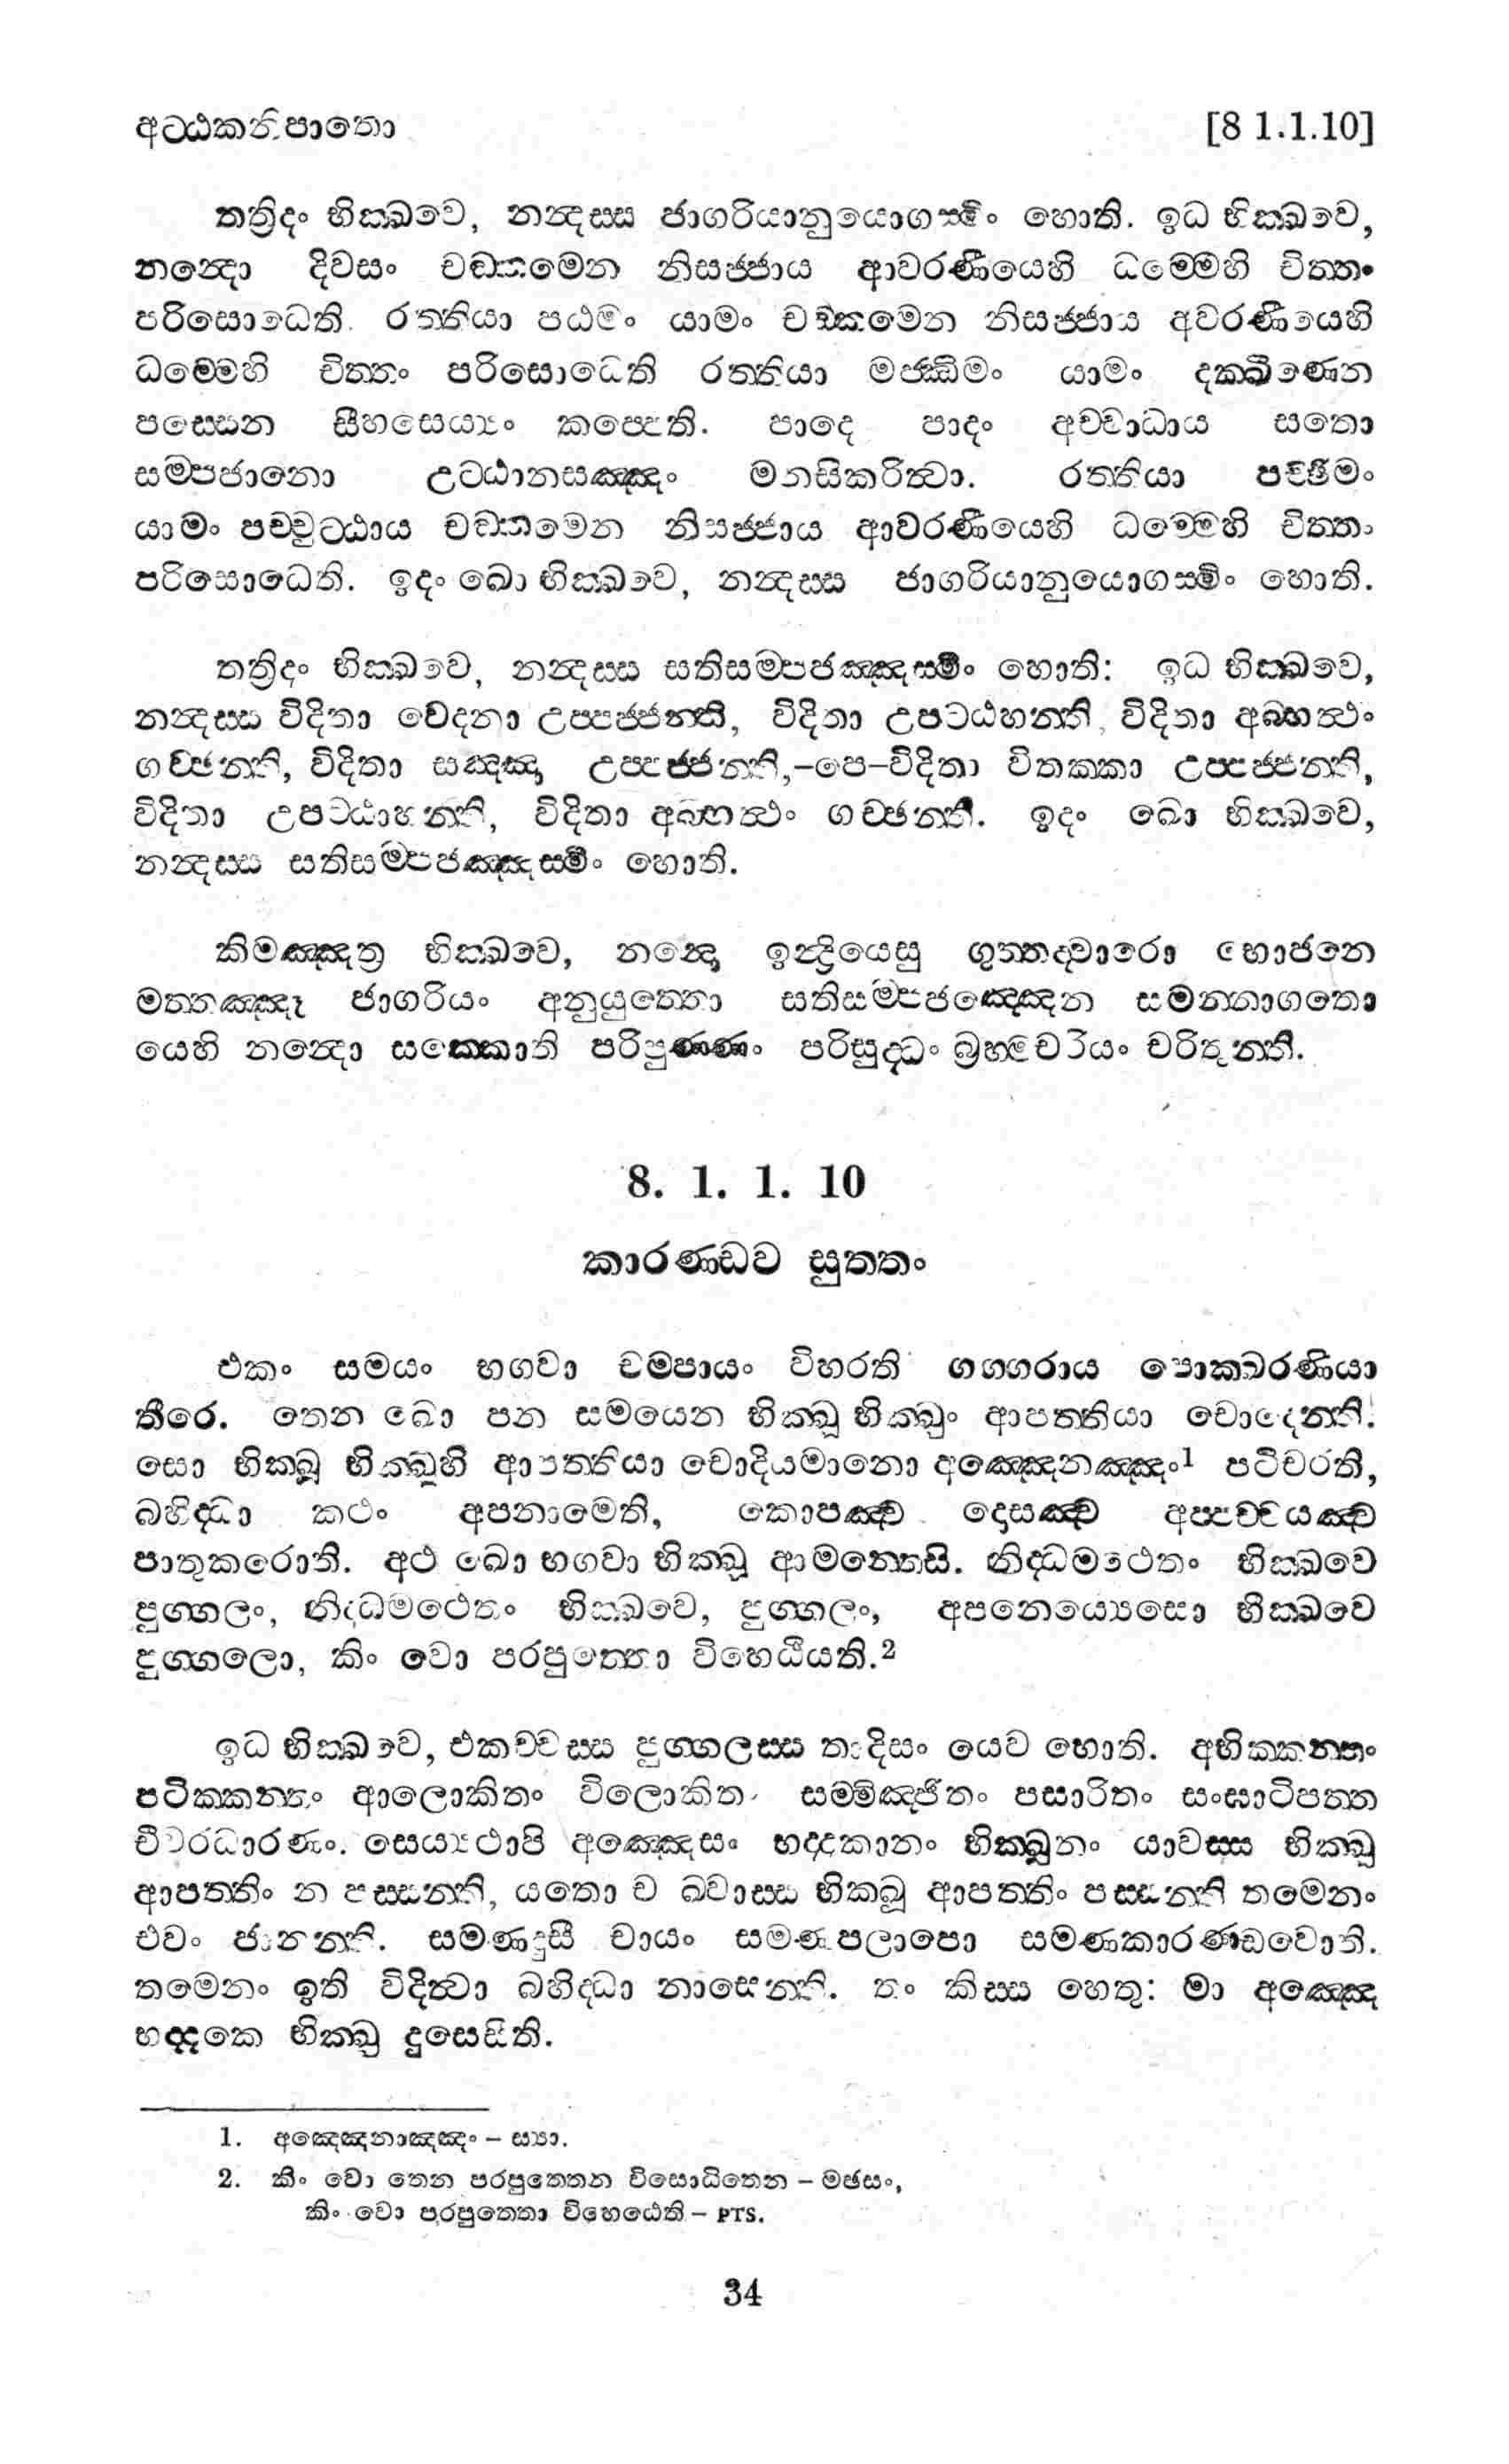 අට්ඨකනිපාතො [8 1.1.10]
තත්‍රිදං භික්ඛවෙ, නන්දස්ස ජාගරියානුයොගස්මිං හොති. ඉධ භික්ඛවෙ,
නන්දො දිවසං චඞ්කමෙන නිසජ්ජාය ආවරණීයෙහි ධම්මෙහි චිත්තං
පරිසොධෙති. රත්තියා පඨමං යාමං චඞ්කමෙන නිසජ්ජාය අවරණීයෙහි
ධම්මෙහි චිත්තං පරිසොධෙති රත්තියා මජ්ඣිමං යාමං දක්ඛිණෙන
පස්සෙන සීහසෙය්‍යං කප්පෙති. පාදෙ පාදං අච්චාධාය සතො
සම්පජානො උට්ඨානසඤ්ඤං මනසිකරිත්‍වා. රත්තියා පච්ඡිමං
යාමං පච්චුට්ඨාය චඞ්කමෙන නිසජ්ජාය ආවරණීයෙහි ධම්මෙහි චිත්තං
පරිසොධෙති. ඉදං ඛො භික්ඛවෙ, නන්දස්ස ජාගරියානුයොගස්මිං හොති.
තත්‍රිදං භික්ඛවෙ, නන්දස්ස සතිසම්පජඤ්ඤස්මිං හොති: ඉධ භික්ඛවෙ,
නන්දස්ස විදිතා වෙදනා උප්පජ්ජන්ති, විදිතා උපට්ඨහන්ති, විදිතා අබ්භත්‍ථං
ගච්ඡන්ති, විදිතා සඤ්ඤා උප්පජ්ජන්ති,–පෙ–විදිතා විතක්කා උප්පජ්ජන්ති,
විදිතා උපට්ඨාහන්ති, විදිතා අබ්භත්‍ථං ගච්ඡන්ති. ඉදං ඛො භික්ඛවෙ,
නන්දස්ස සතිසම්පජඤ්ඤස්මිං හොති.
කිමඤ්ඤත්‍ර භික්ඛවෙ, නන්දො ඉන්ද්‍රියෙසු ගුත්තද්වාරො භොජනෙ
මත්තඤ්ඤූ ජාගරියං අනුයුත්තො සතිසම්පජඤ්ඤෙන සමන්නාගතො
යෙහි නන්දො සක්කොති පරිපුණ්ණං පරිසුද්ධං බ්‍රහ්මචරියං චරිතුන්ති.
8. 1. 1. 10
කාරණ්ඩව සුත්තං
එකං සමයං භගවා චම්පායං විහරති ගග්ගරාය පොක්ඛරණියා
තීරෙ. තෙන ඛො පන සමයෙන භික්ඛූ භික්ඛුං ආපත්තියා චොදෙන්ති.
සො භික්ඛු භික්ඛූහි ආපත්තියා චොදියමානො අඤ්ඤෙනඤ්ඤං1 පටිචරති,
බහිද්ධා කථං අපනාමෙති, කොපඤ්ච දොසඤ්ච අප්පච්චයඤ්ච
පාතුකරොති. අථ ඛො භගවා භික්ඛූ ආමන්තෙසි. නිද්ධමථෙතං භික්ඛවෙ
පුග්ගලං, නිද්ධමථෙතං භික්ඛවෙ, පුග්ගලං, අපනෙය්‍යෙසො භික්ඛවෙ
පුග්ගලො, කිං වො පරපුත්තො විහෙඨියති.2
ඉධ භික්ඛවෙ, එකච්චස්ස පුග්ගලස්ස තාදිසං යෙව හොති. අභික්කන්තං
පටික්කන්තං ආලොකිතං විලොකිතං සම්මිඤ්ජිතං පසාරිතං සංඝාටිපත්ත
චීවරධාරණං. සෙය්‍යථාපි අඤ්ඤෙසං භද්දකානං භික්ඛූනං යාවස්ස භික්ඛූ
ආපත්තිං න පස්සන්ති, යතො ච ඛ්වාස්ස භික්ඛූ ආපත්තිං පස්සන්ති තමෙනං
එවං ජානන්ති. සමණදූසී චායං සමණපලාපො සමණකාරණ්ඩවොති.
තමෙනං ඉති විදිත්‍වා බහිද්ධා නාසෙන්ති. තං කිස්ස හෙතු: මා අඤ්ඤෙ
භද්දකෙ භික්ඛූ දූසෙසීති.
1. අඤ්ඤෙනාඤ්ඤං – ස්‍යා.
2. කිං වො තෙන පරපුත්තෙන විසොධිතෙන – මඡසං,
කිං වො පරපුත්තො විහෙඨෙති – PTS.
34